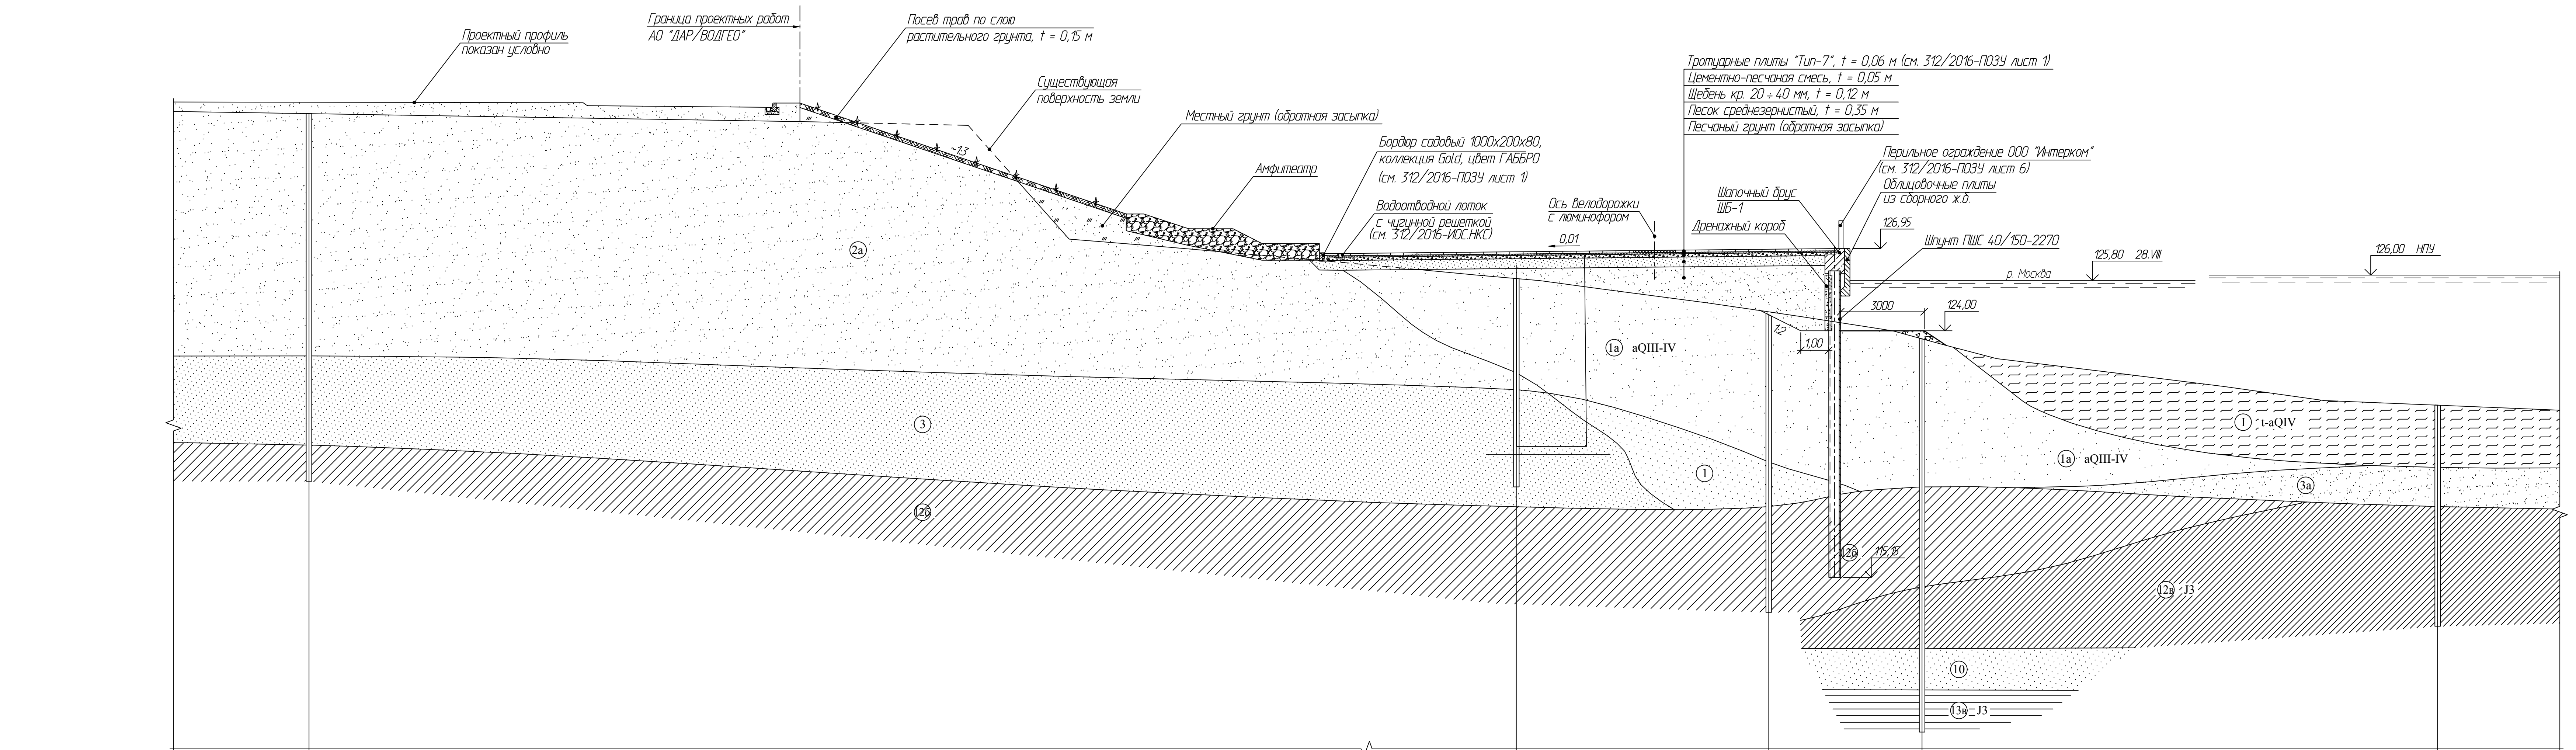 Проектный профиль
показан условно
Граница проектных работ
АО "ДАР/ВОДГЕО"
Посев трав по слою
растительного грунта, t = 0,15 м
Существующая
поверхность земли
Местный грунт (обратная засыпка)
Амфитеатр
Бордюр садовый 1000х200х80,
коллекция Gold, цвет ГАББРО
(см. 312/2016-ПОЗУ лист 1)
Водоотводной лоток
с чугинной решеткой
(см. 312/2016-ИОС.НКС)
Ось велодорожки
с люминофором
Тротуарные плиты "Тип-7", t = 0,06 м (см. 312/2016-ПОЗУ лист 1)
Цементно-песчаная смесь, t = 0,05 м
Щебень кр. 20÷40 мм, t = 0,12 м
Песок среднезернистый, t = 0,35 м
Песчаный грунт (обратная засыпка)
Шапочный брус
ШБ-1
Дренажный короб
Перильное ограждение ООО "Интерком"
(см. 312/2016-ПОЗУ лист 6)
Облицовочные плиты
из сборного ж.б.
126,95
Шпунт ПШС 40/150-2270
125,80 28.VIII
126,00 НПУ
р. Москва
~1:3
0,01
3000
124,00
1:2
1,00
2а
1а aQIII-IV
3
1
I t-aQIV
1а aQIII-IV
3а
12б
12б
115,15
12в J3
10
13в J3